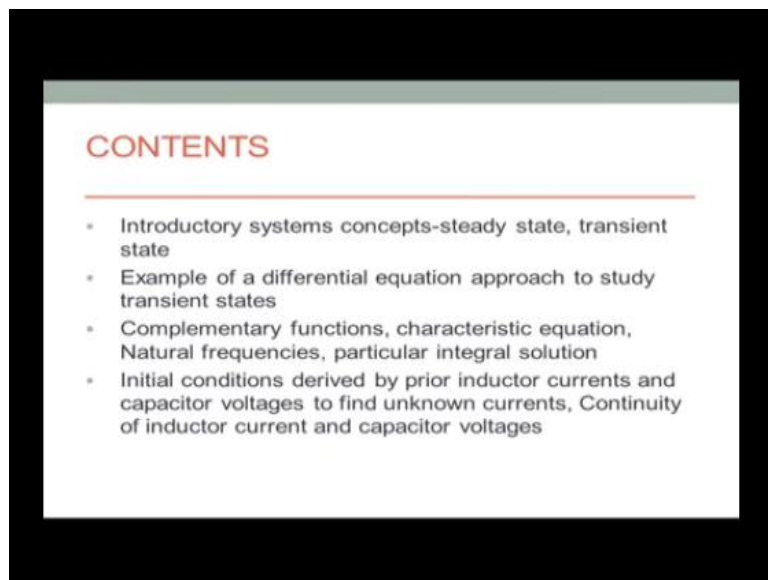 CONTENTS
Introductory systems concepts-steady state, transient
state
Example of a differential equation approach to study
transient states
Complementary functions, characteristic equation,
Natural frequencies, particular integral solution
Initial conditions derived by prior inductor currents and
capacitor voltages to find unknown currents, Continuity
of inductor current and capacitor voltages